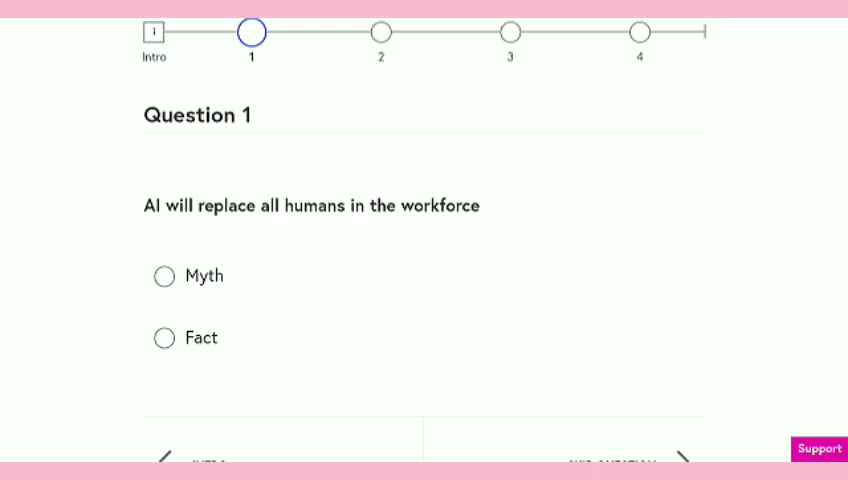 i
Intro
1
2
3
4
Question 1
AI will replace all humans in the workforce
Myth
Fact
Support